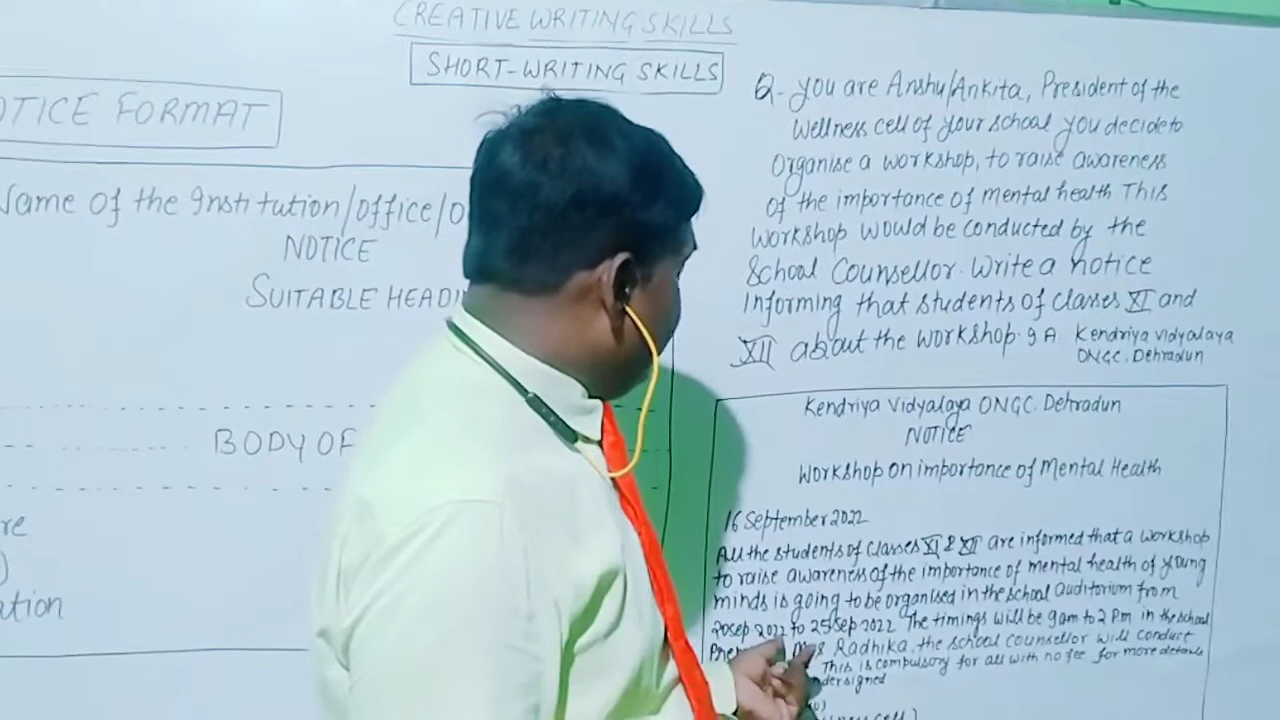 CREATIVE WRITING SKILLS
SHORT-WRITING SKILLS
OTICE FORMAT
Name of the Institution/Office/O
NOTICE
SUITABLE HEADI
BODY OF
re
)
ation
Q- You are Anshu/Ankita, President of the
Wellness cell of your school you decide to
Organise a workshop, to raise awareness
of the importance of mental health This
Workshop would be conducted by the
School Counsellor. Write a notice
Informing that students of classes XI and
XII about the workshop. Kendriya Vidyalaya
ONGC. Dehradun
Kendriya Vidyalaya ONGC. Dehradun
NOTICE
Workshop on importance of Mental Health
16 September 2022
All the students of classes XI & XII are informed that a workshop
to raise awareness of the importance of mental health of young
minds is going to be organised in the school auditorium from
20sep 2022 to 25 sep 2022 The timings will be 9am to 2 Pm in the school
Radhika, the school counsellor will conduct
This is compulsory for all with no fee for more details
ndersigned
ness cell)